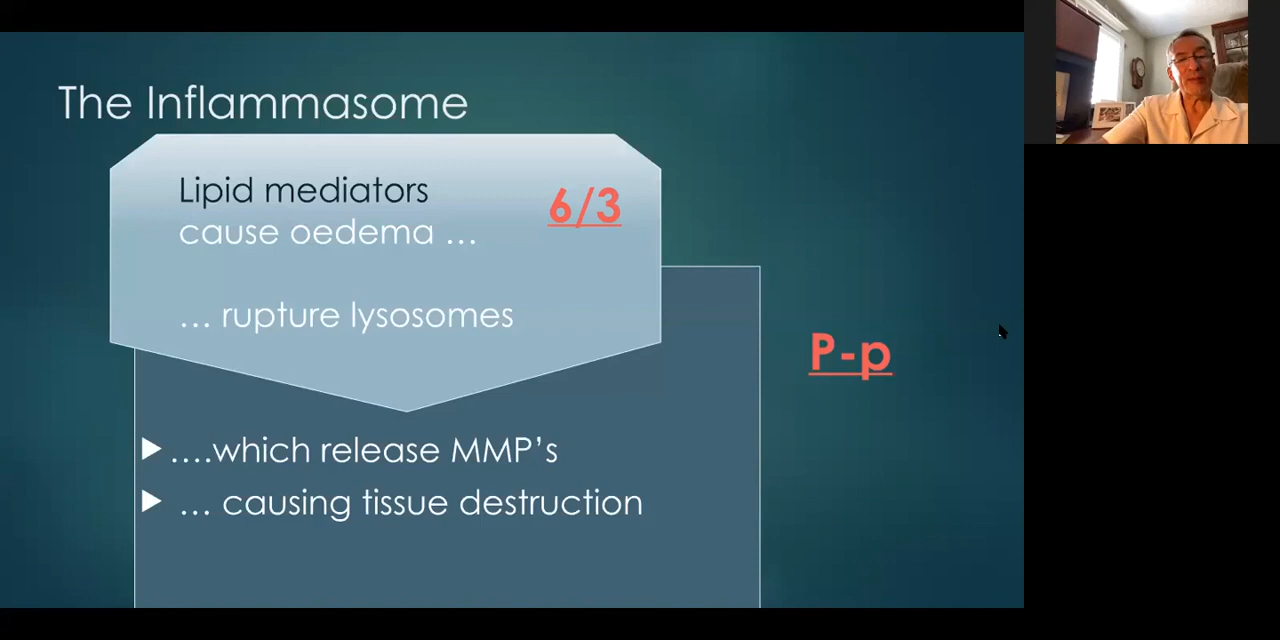 The Inflammasome
Lipid mediators
6/3
cause oedema …
… rupture lysosomes
P-p
….which release MMP’s
… causing tissue destruction